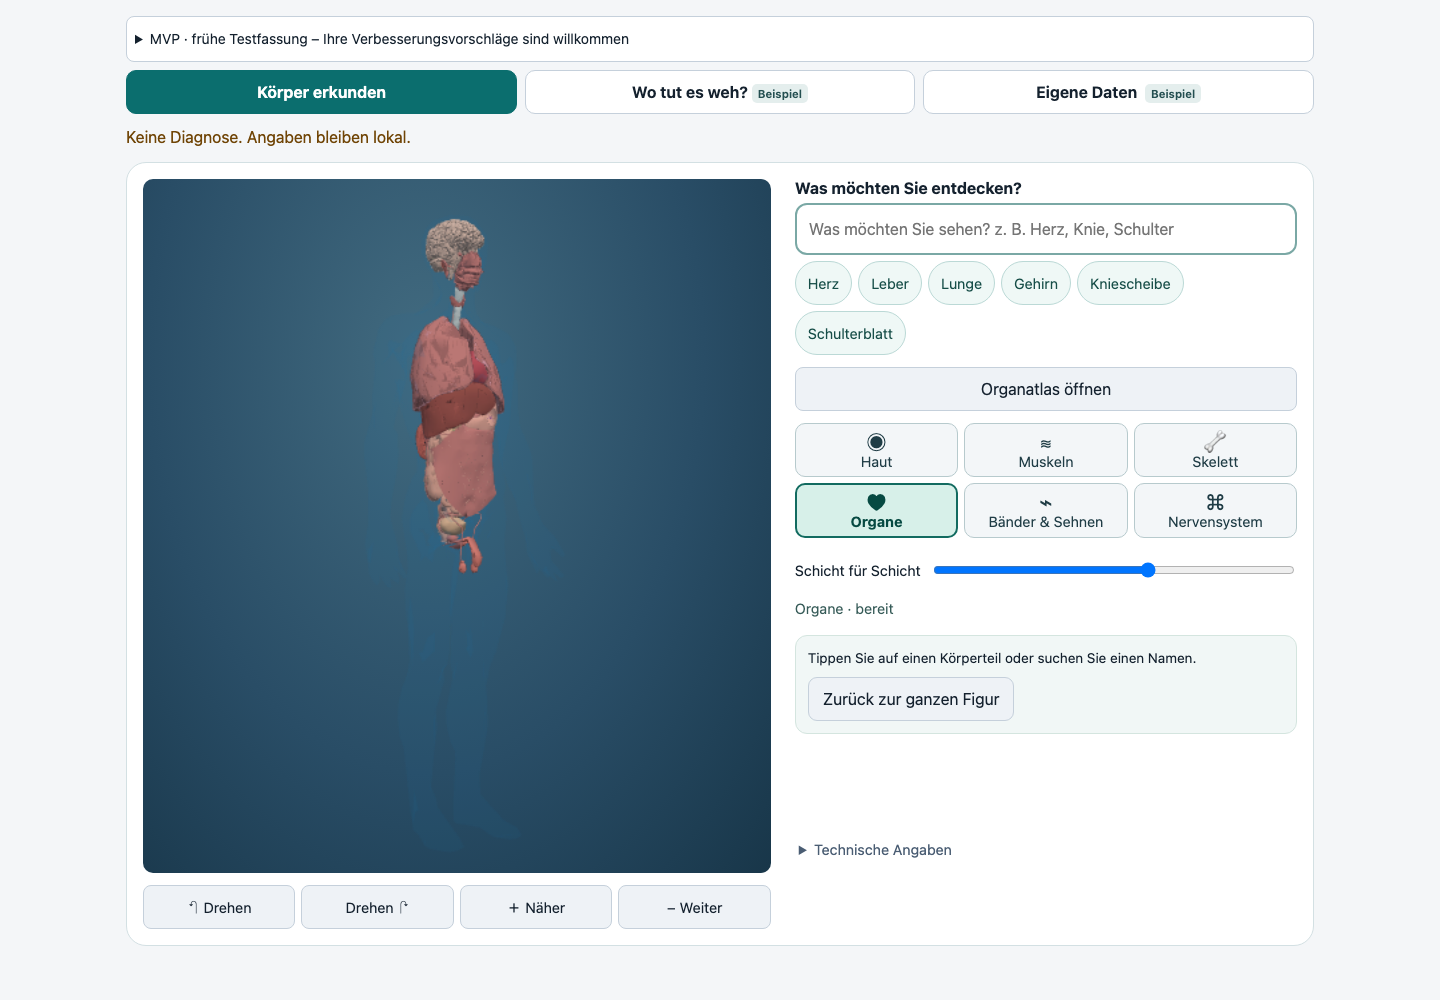 ▶ MVP · frühe Testfassung – Ihre Verbesserungsvorschläge sind willkommen
Körper erkunden
Wo tut es weh? Beispiel
Eigene Daten Beispiel
Keine Diagnose. Angaben bleiben lokal.
Was möchten Sie entdecken?
Was möchten Sie sehen? z. B. Herz, Knie, Schulter
Herz
Leber
Lunge
Gehirn
Kniescheibe
Schulterblatt
Organatlas öffnen
Haut
Muskeln
Skelett
Organe
Bänder & Sehnen
Nervensystem
Schicht für Schicht
Organe · bereit
Tippen Sie auf einen Körperteil oder suchen Sie einen Namen.
Zurück zur ganzen Figur
▶ Technische Angaben
Drehen
Drehen
+ Näher
– Weiter